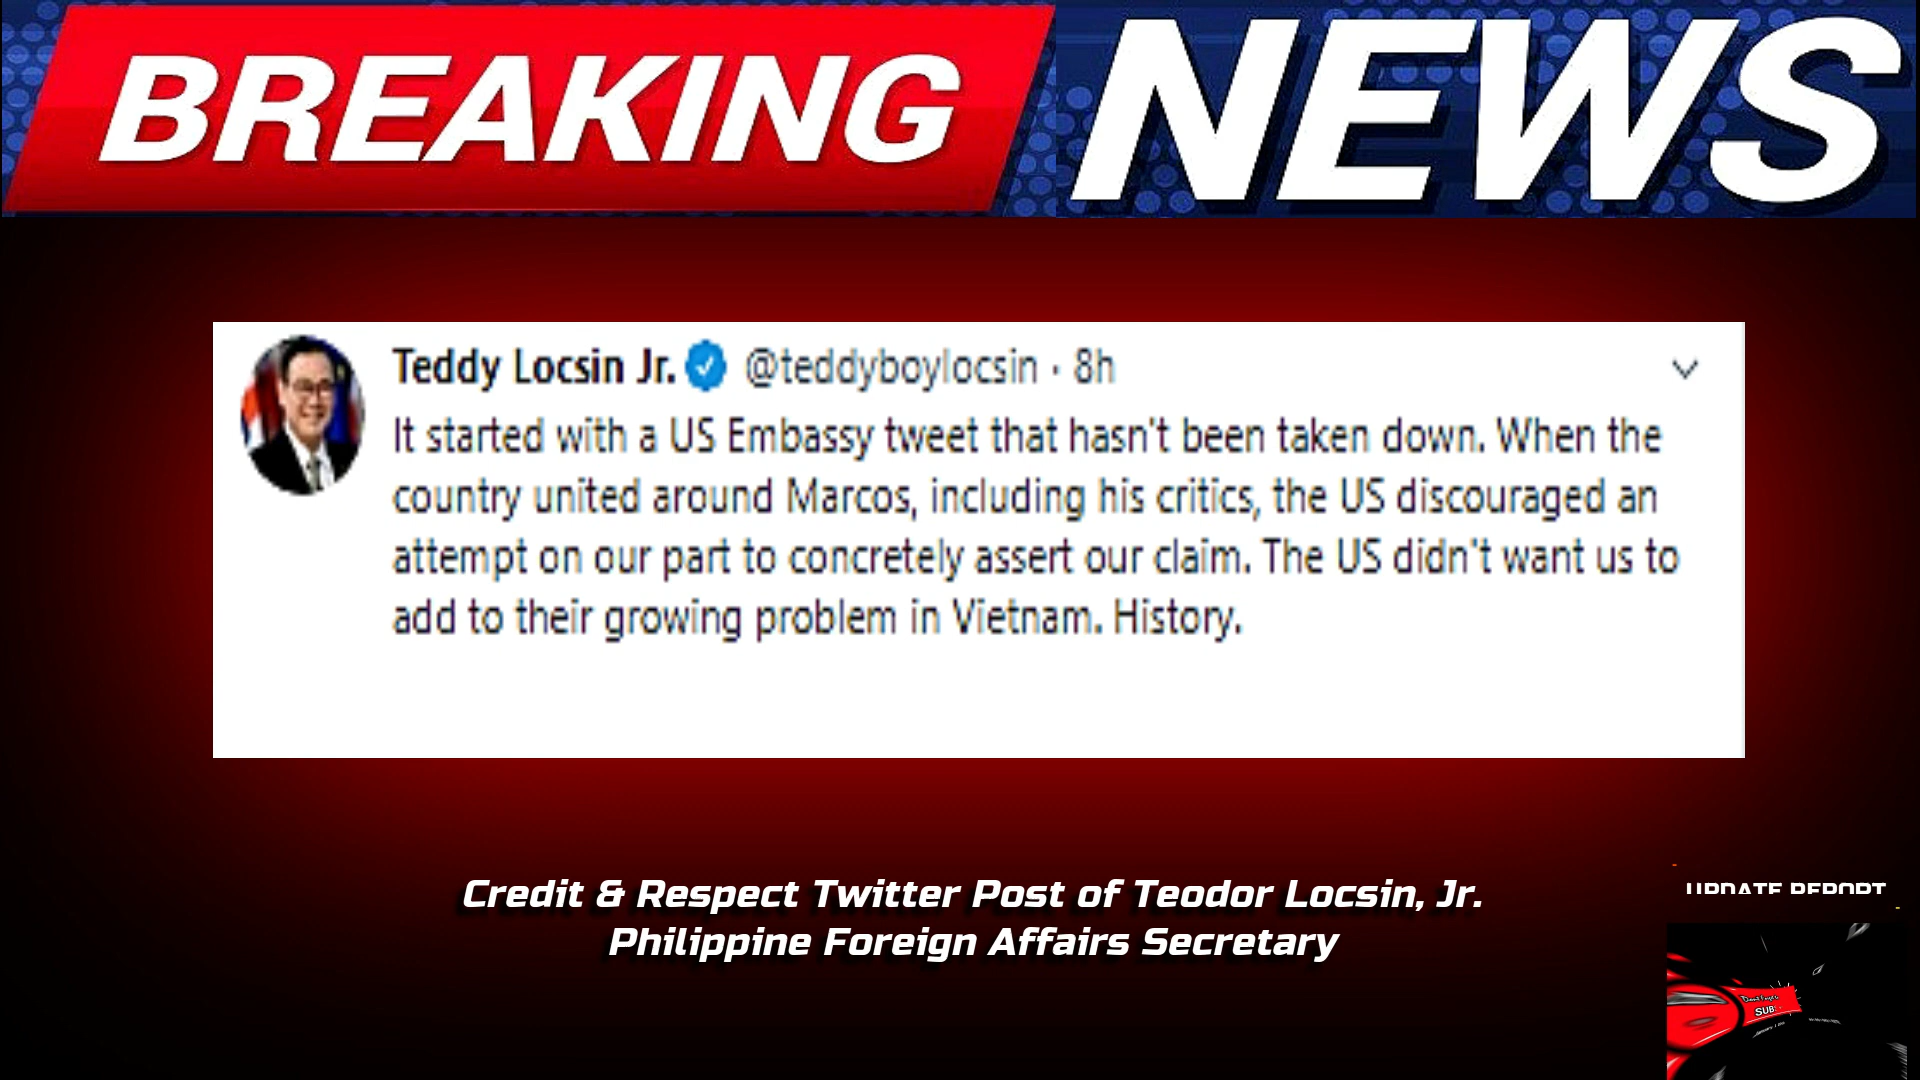 BREAKING NEWS
Teddy Locsin Jr. @teddyboylocsin · 8h
It started with a US Embassy tweet that hasn't been taken down. When the
country united around Marcos, including his critics, the US discouraged an
attempt on our part to concretely assert our claim. The US didn't want us to
add to their growing problem in Vietnam. History.
Credit & Respect Twitter Post of Teodor Locsin, Jr.
Philippine Foreign Affairs Secretary
UPDATE REPORT
SUB